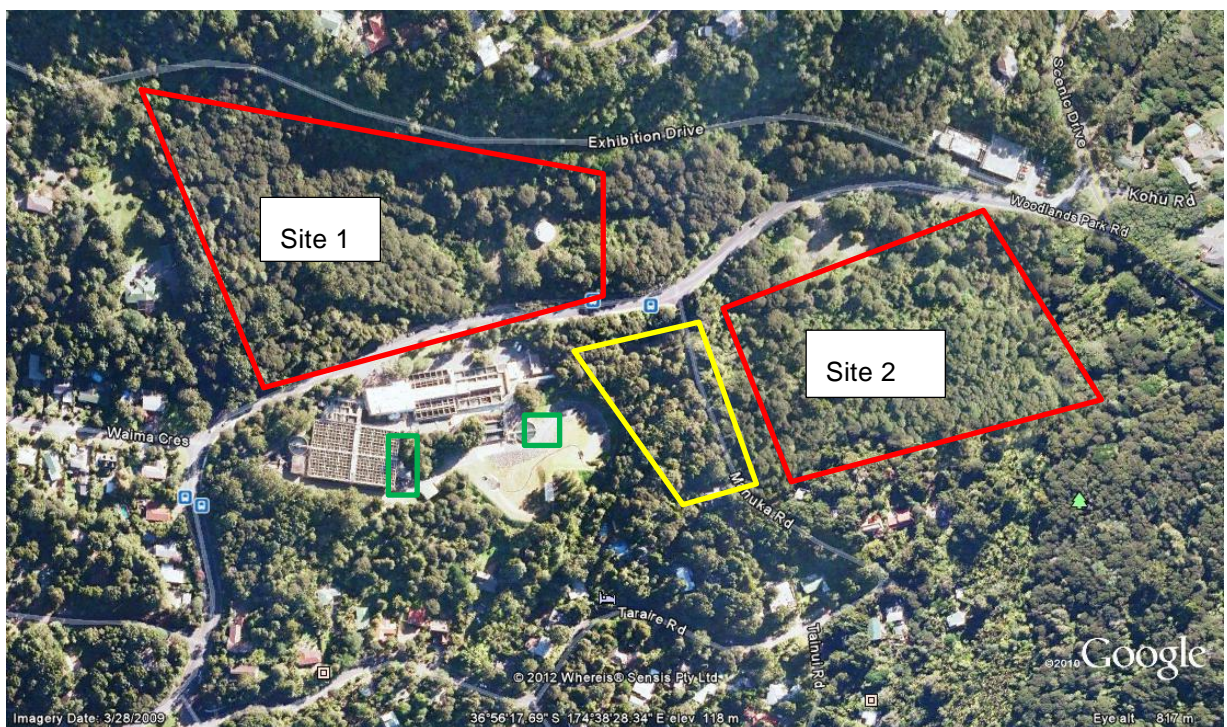 Scenic Drive
Exhibition Drive
Kohu Rd
Woodlands Park Rd
Site 1
Site 2
Waima Cres
Manuka Rd
Taraire Rd
Tainui Rd
©2010 Google
© 2012 Whereis® Sensis Pty Ltd
Imagery Date: 3/28/2009
36°56'17.69" S 174°38'28.34" E elev 118 m
Eye alt 817 m